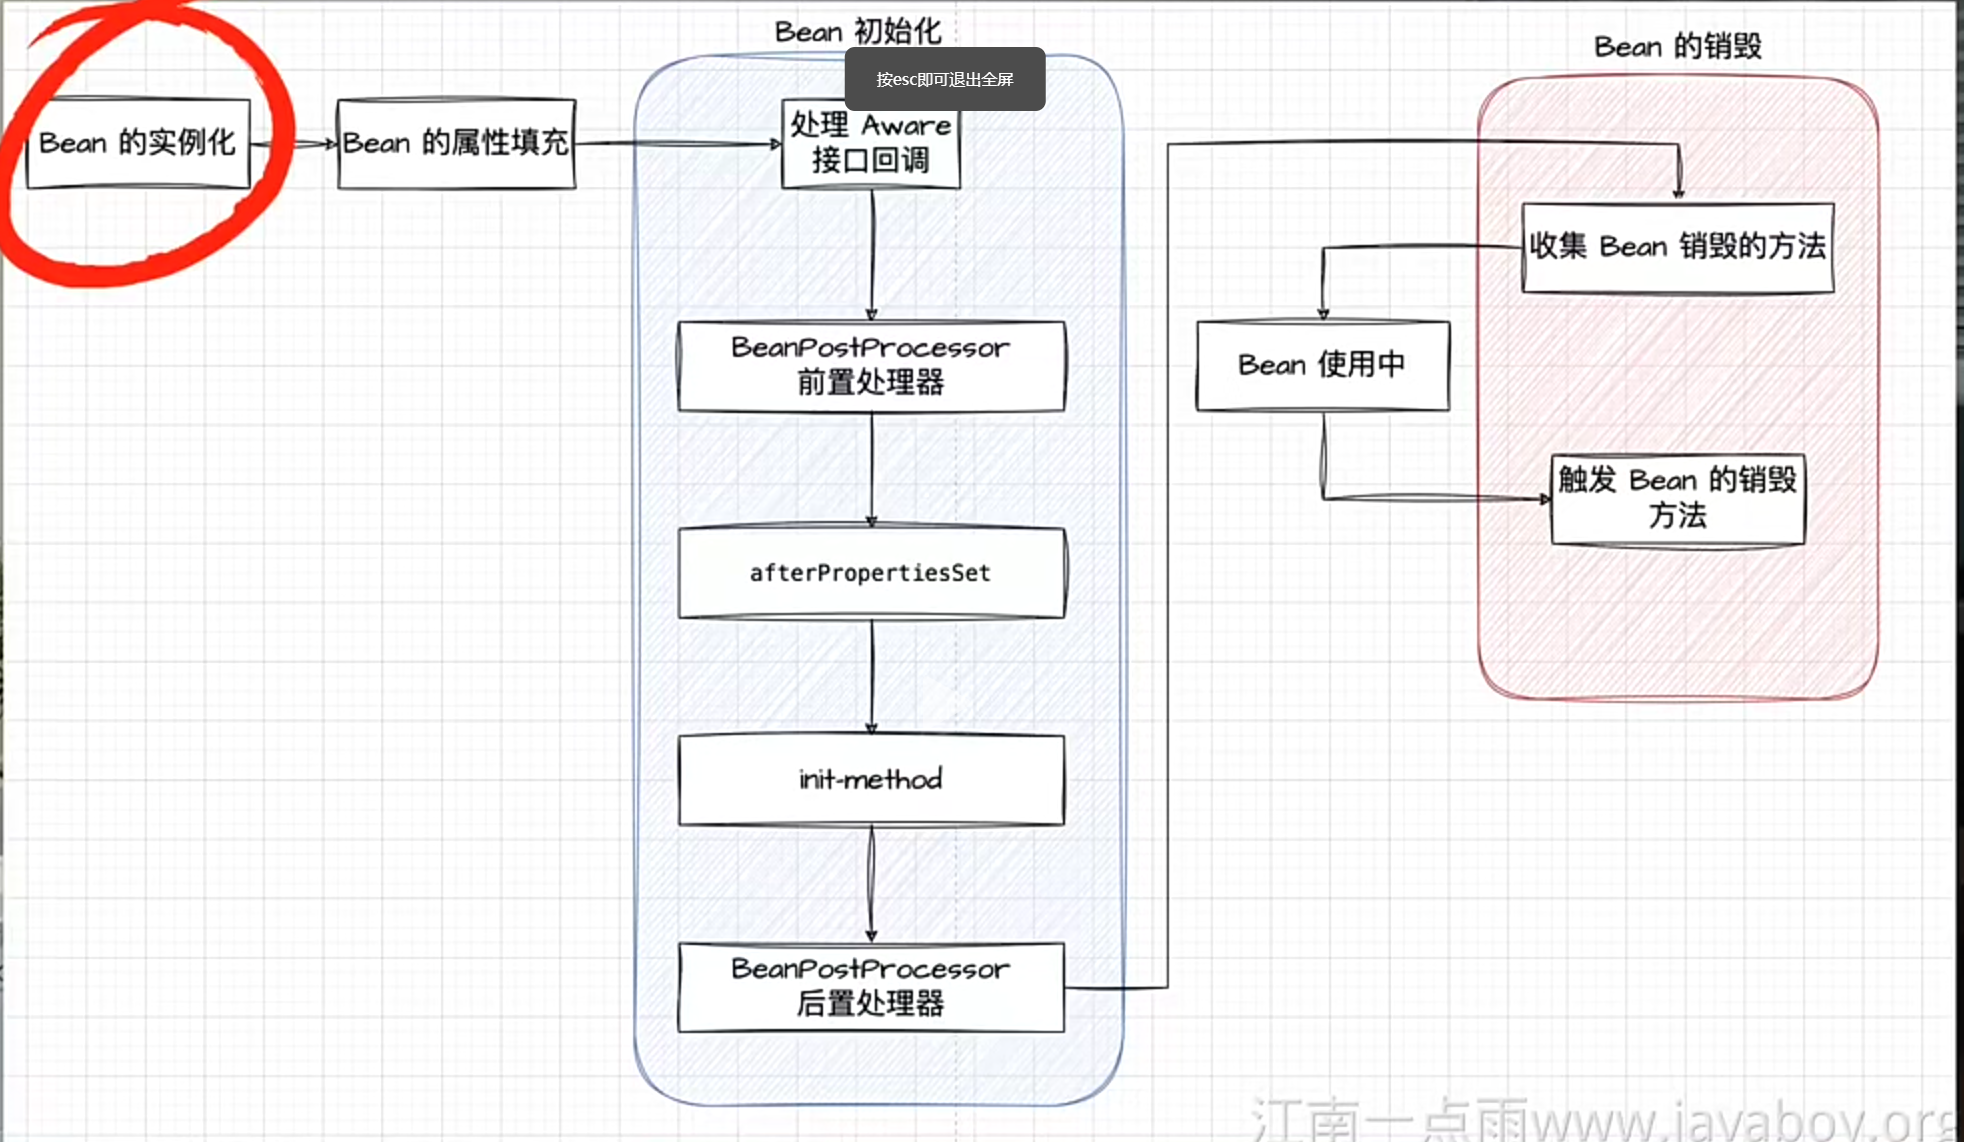 Bean 初始化
Bean 的销毁
按esc即可退出全屏
Bean 的实例化
Bean 的属性填充
处理 Aware
接口回调
收集 Bean 销毁的方法
BeanPostProcessor
前置处理器
Bean 使用中
触发 Bean 的销毁
方法
afterPropertiesSet
init-method
BeanPostProcessor
后置处理器
江南一点雨www.javaboy.org